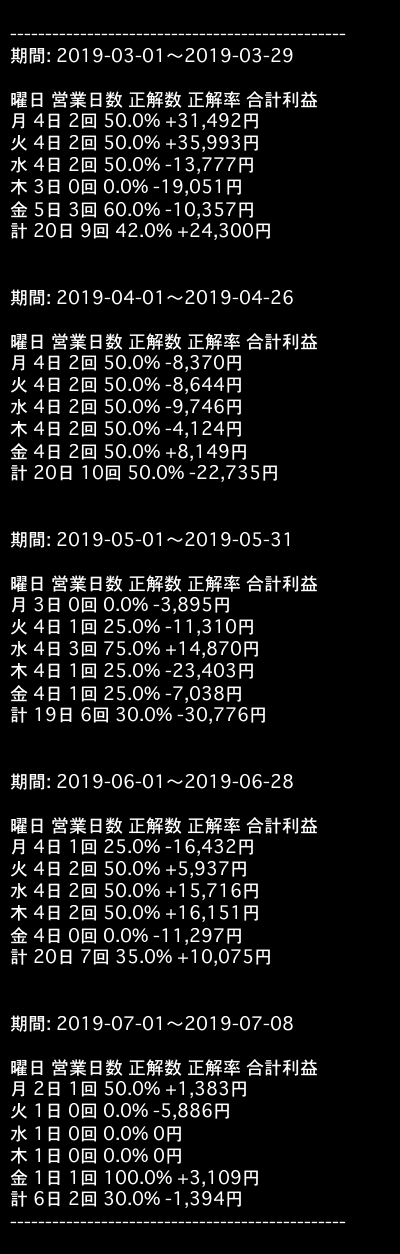 ------------------------------------------------
期間: 2019-03-01〜2019-03-29
曜日 営業日数 正解数 正解率 合計利益
月 4日 2回 50.0% +31,492円
火 4日 2回 50.0% +35,993円
水 4日 2回 50.0% -13,777円
木 3日 0回 0.0% -19,051円
金 5日 3回 60.0% -10,357円
計 20日 9回 42.0% +24,300円
期間: 2019-04-01〜2019-04-26
曜日 営業日数 正解数 正解率 合計利益
月 4日 2回 50.0% -8,370円
火 4日 2回 50.0% -8,644円
水 4日 2回 50.0% -9,746円
木 4日 2回 50.0% -4,124円
金 4日 2回 50.0% +8,149円
計 20日 10回 50.0% -22,735円
期間: 2019-05-01〜2019-05-31
曜日 営業日数 正解数 正解率 合計利益
月 3日 0回 0.0% -3,895円
火 4日 1回 25.0% -11,310円
水 4日 3回 75.0% +14,870円
木 4日 1回 25.0% -23,403円
金 4日 1回 25.0% -7,038円
計 19日 6回 30.0% -30,776円
期間: 2019-06-01〜2019-06-28
曜日 営業日数 正解数 正解率 合計利益
月 4日 1回 25.0% -16,432円
火 4日 2回 50.0% +5,937円
水 4日 2回 50.0% +15,716円
木 4日 2回 50.0% +16,151円
金 4日 0回 0.0% -11,297円
計 20日 7回 35.0% +10,075円
期間: 2019-07-01〜2019-07-08
曜日 営業日数 正解数 正解率 合計利益
月 2日 1回 50.0% +1,383円
火 1日 0回 0.0% -5,886円
水 1日 0回 0.0% 0円
木 1日 0回 0.0% 0円
金 1日 1回 100.0% +3,109円
計 6日 2回 30.0% -1,394円
------------------------------------------------